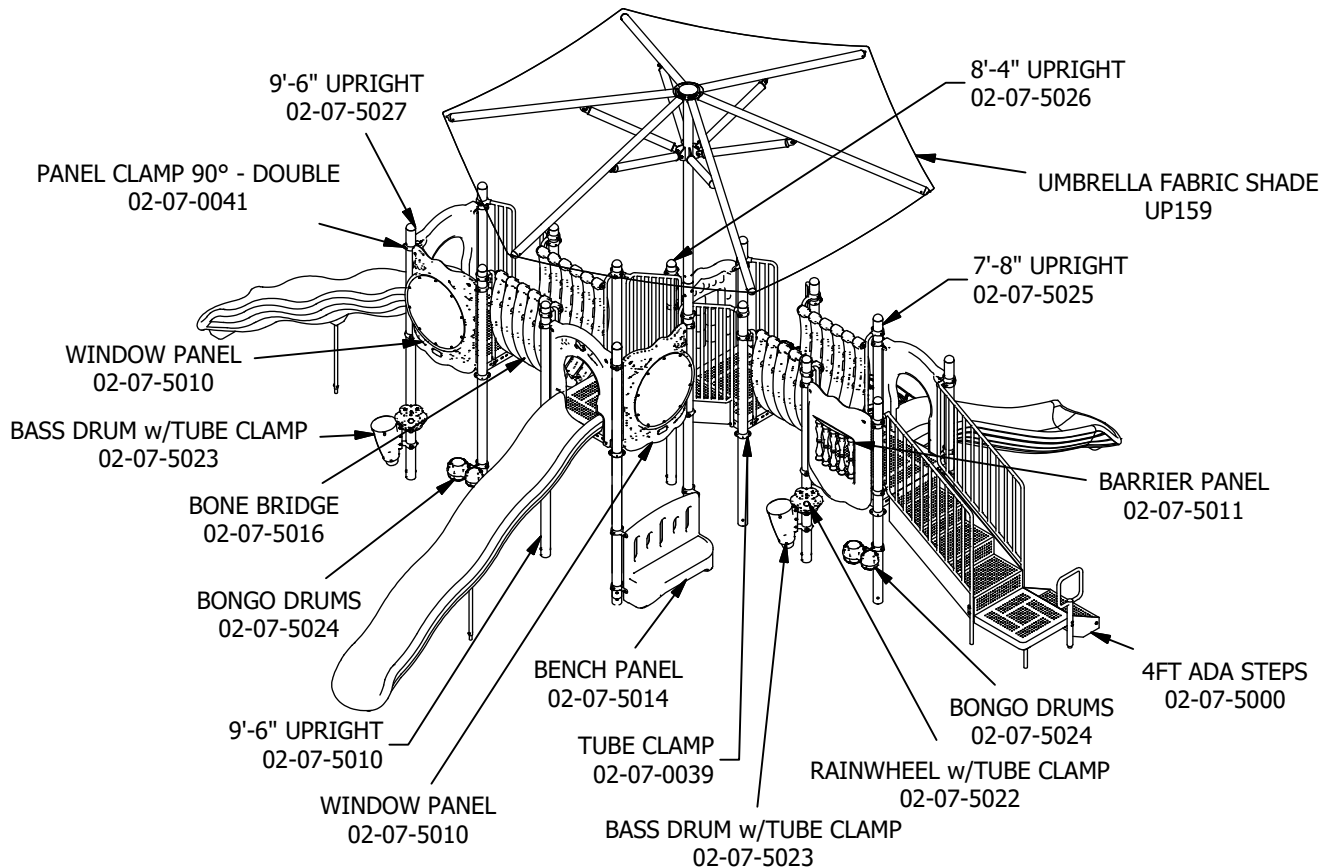 9'-6" UPRIGHT
02-07-5027
8'-4" UPRIGHT
02-07-5026
PANEL CLAMP 90° - DOUBLE
02-07-0041
UMBRELLA FABRIC SHADE
UP159
7'-8" UPRIGHT
02-07-5025
WINDOW PANEL
02-07-5010
BASS DRUM w/TUBE CLAMP
02-07-5023
BONE BRIDGE
02-07-5016
BARRIER PANEL
02-07-5011
BONGO DRUMS
02-07-5024
BENCH PANEL
02-07-5014
4FT ADA STEPS
02-07-5000
9'-6" UPRIGHT
02-07-5010
TUBE CLAMP
02-07-0039
BONGO DRUMS
02-07-5024
RAINWHEEL w/TUBE CLAMP
02-07-5022
WINDOW PANEL
02-07-5010
BASS DRUM w/TUBE CLAMP
02-07-5023